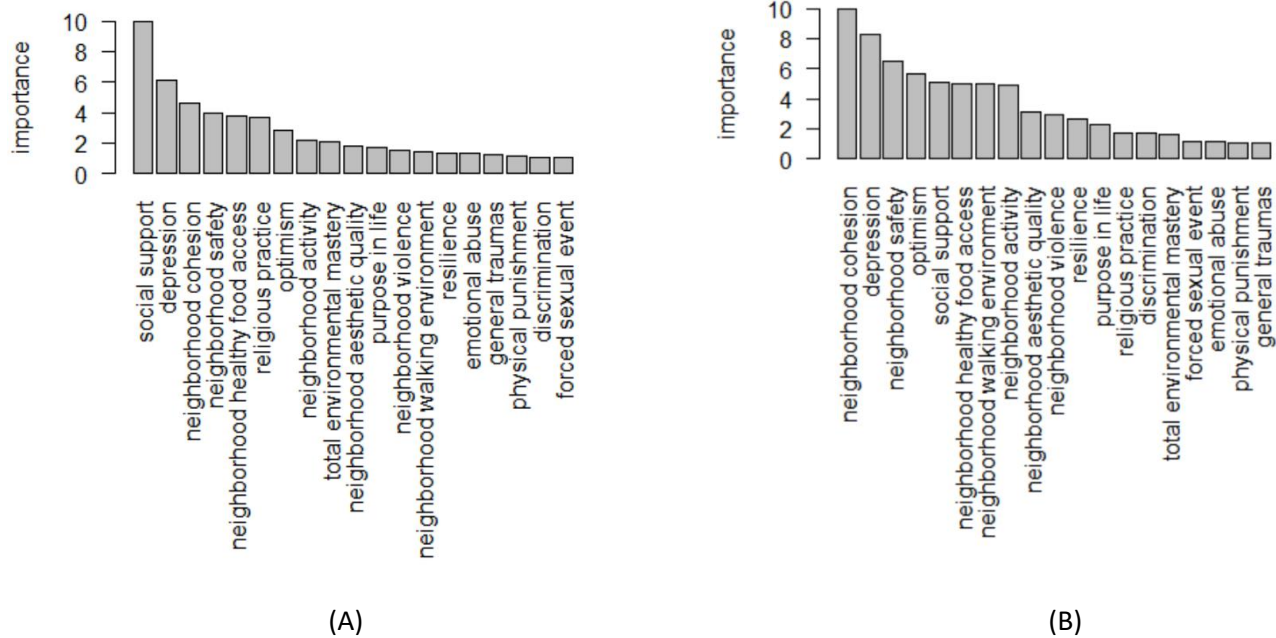 importance
10
8
6
4
2
0
social support
depression
neighborhood cohesion
neighborhood safety
neighborhood healthy food access
religious practice
optimism
neighborhood activity
total environmental mastery
neighborhood aesthetic quality
purpose in life
neighborhood violence
neighborhood walking environment
resilience
emotional abuse
general traumas
physical punishment
discrimination
forced sexual event
(A)
importance
10
8
6
4
2
0
neighborhood cohesion
depression
neighborhood safety
optimism
social support
neighborhood healthy food access
neighborhood walking environment
neighborhood activity
neighborhood aesthetic quality
neighborhood violence
resilience
purpose in life
religious practice
discrimination
total environmental mastery
forced sexual event
emotional abuse
physical punishment
general traumas
(B)